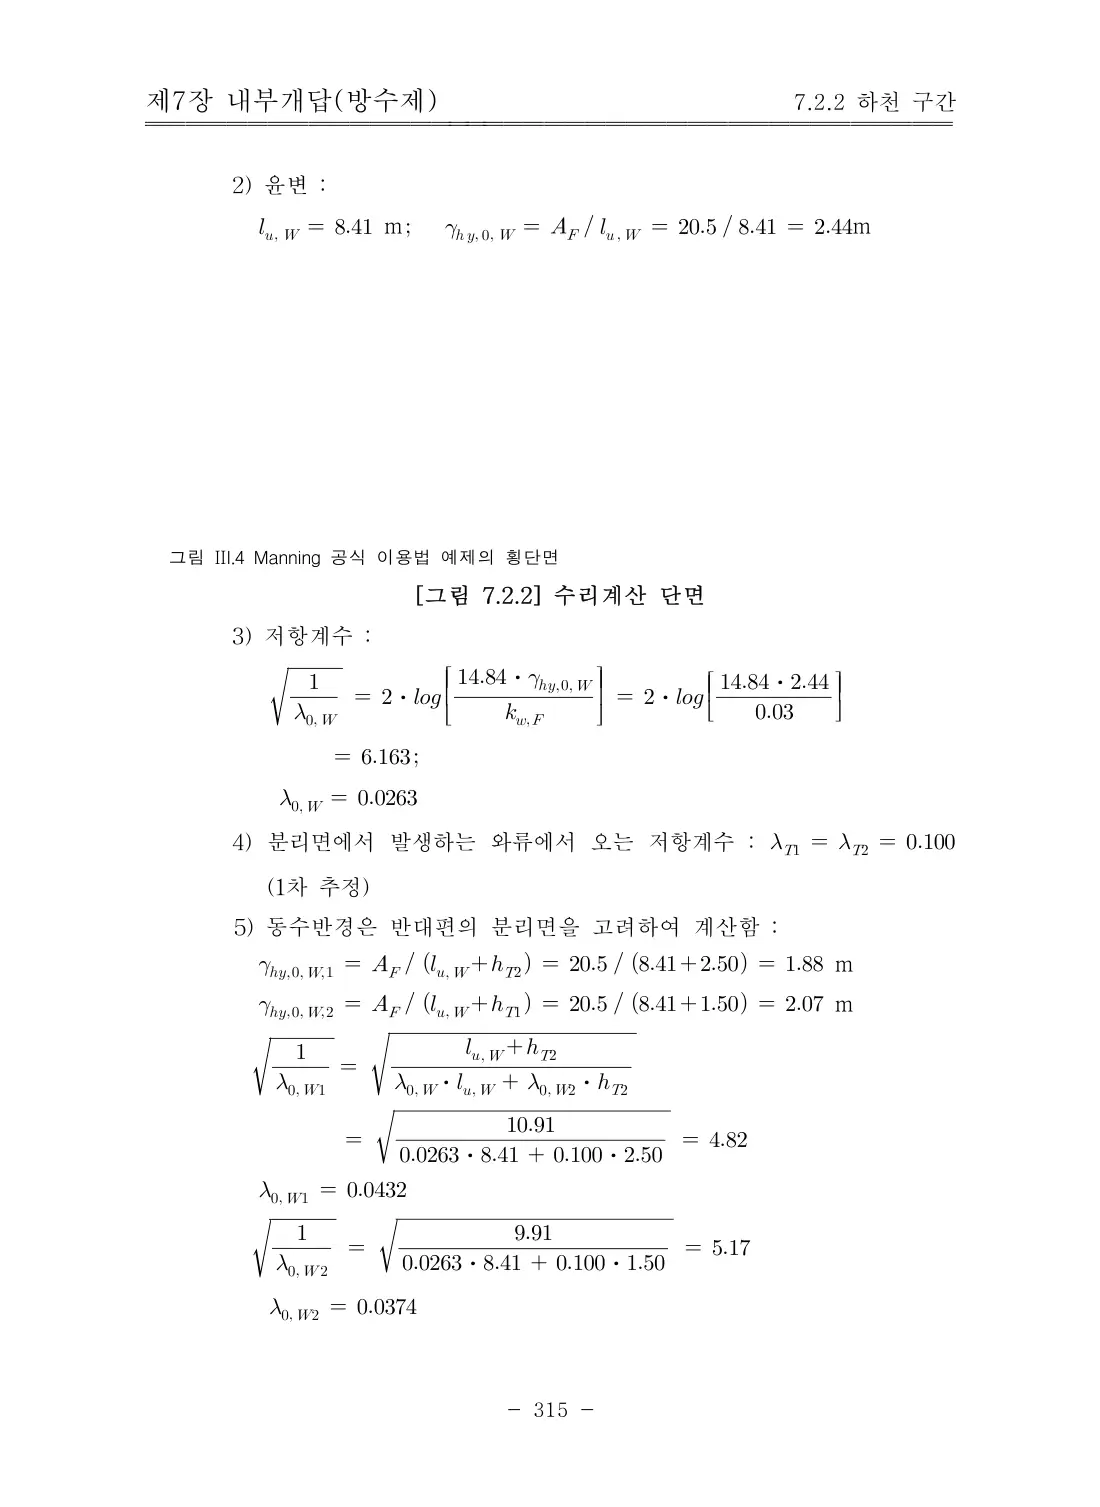 제7장 내부개답(방수제) 7.2.2 하천 구간
2) 윤변 :
l_{u, W} = 8.41 m; γ_{hy,0, W} = A_F / l_{u, W} = 20.5 / 8.41 = 2.44m
그림 III.4 Manning 공식 이용법 예제의 횡단면
[그림 7.2.2] 수리계산 단면
3) 저항계수 :
√(1/λ_{0, W}) = 2・log[14.84・γ_{hy,0, W}/k_{w,F}] = 2・log[14.84・2.44/0.03]
= 6.163;
λ_{0, W} = 0.0263
4) 분리면에서 발생하는 와류에서 오는 저항계수 : λ_{T1} = λ_{T2} = 0.100
(1차 추정)
5) 동수반경은 반대편의 분리면을 고려하여 계산함 :
γ_{hy,0, W,1} = A_F / (l_{u, W}+h_{T2}) = 20.5 / (8.41+2.50) = 1.88 m
γ_{hy,0, W,2} = A_F / (l_{u, W}+h_{T1}) = 20.5 / (8.41+1.50) = 2.07 m
√(1/λ_{0, W1}) = √((l_{u, W}+h_{T2})/(λ_{0, W}・l_{u, W} + λ_{0, W2}・h_{T2}))
= √(10.91/(0.0263・8.41 + 0.100・2.50)) = 4.82
λ_{0, W1} = 0.0432
√(1/λ_{0, W2}) = √(9.91/(0.0263・8.41 + 0.100・1.50)) = 5.17
λ_{0, W2} = 0.0374
- 315 -